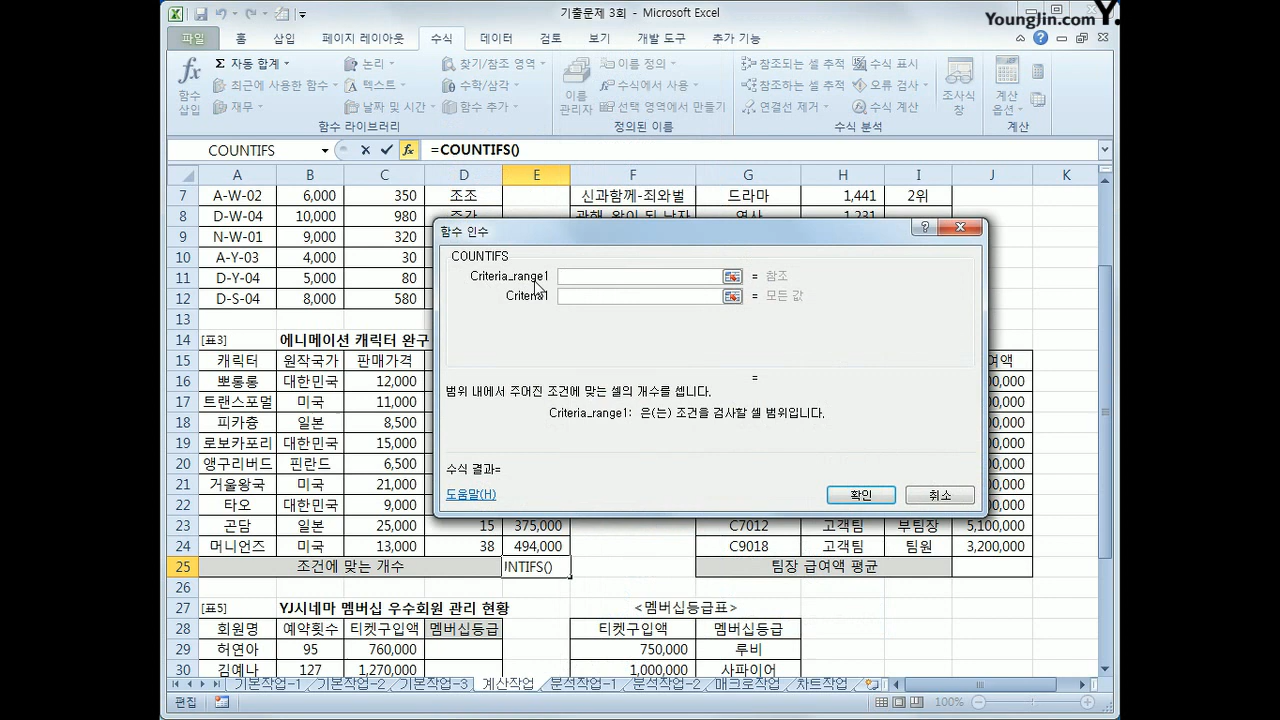 기출문제 3회 - Microsoft Excel
YoungJin.com Y.
파일 홈 삽입 페이지 레이아웃 수식 데이터 검토 보기 개발 도구 추가 기능
fx 함수 삽입
Σ 자동 합계
최근에 사용한 함수
재무
논리
텍스트
날짜 및 시간
찾기/참조 영역
수학/삼각
함수 추가
함수 라이브러리
이름 관리자
이름 정의
수식에서 사용
선택 영역에서 만들기
정의된 이름
참조되는 셀 추적
참조하는 셀 추적
연결선 제거
수식 표시
오류 검사
수식 계산
수식 분석
조사식 창
계산 옵션
계산
COUNTIFS fx =COUNTIFS()
A B C D E F G H I J K
7 A-W-02 6,000 350 조조 신과함께-죄와벌 드라마 1,441 2위
8 D-W-04 10,000 980
9 N-W-01 9,000 320
10 A-Y-03 4,000 30
11 D-Y-04 5,000 80
12 D-S-04 8,000 580
13
14 [표3] 에니메이션 캐릭터 완구
15 캐릭터 원작국가 판매가격
16 뽀롱롱 대한민국 12,000
17 트랜스포멀 미국 11,000
18 피카츙 일본 8,500
19 로보카포리 대한민국 15,000
20 앵구리버드 핀란드 6,500
21 거울왕국 미국 21,000
22 타오 대한민국 9,000
23 곤담 일본 25,000 15 375,000 C7012 고객팀 부팀장 5,100,000
24 머니언즈 미국 13,000 38 494,000 C9018 고객팀 팀원 3,200,000
25 조건에 맞는 개수 !NTIFS() 팀장 급여액 평균
26
27 [표5] YJ시네마 멤버십 우수회원 관리 현황 <멤버십등급표>
28 회원명 예약횟수 티켓구입액 멤버십등급 티켓구입액 멤버십등급
29 허연아 95 760,000 750,000 루비
30 김예나 127 1,270,000 1,000,000 사파이어
함수 인수
COUNTIFS
Criteria_range1 = 참조
Criteria1 = 모든 값
=
범위 내에서 주어진 조건에 맞는 셀의 개수를 셉니다.
Criteria_range1: 은(는) 조건을 검사할 셀 범위입니다.
수식 결과=
도움말(H)
확인 취소
기본작업-1 기본작업-2 기본작업-3 계산작업 분석작업-1 분석작업-2 매크로작업 차트작업
편집 100%